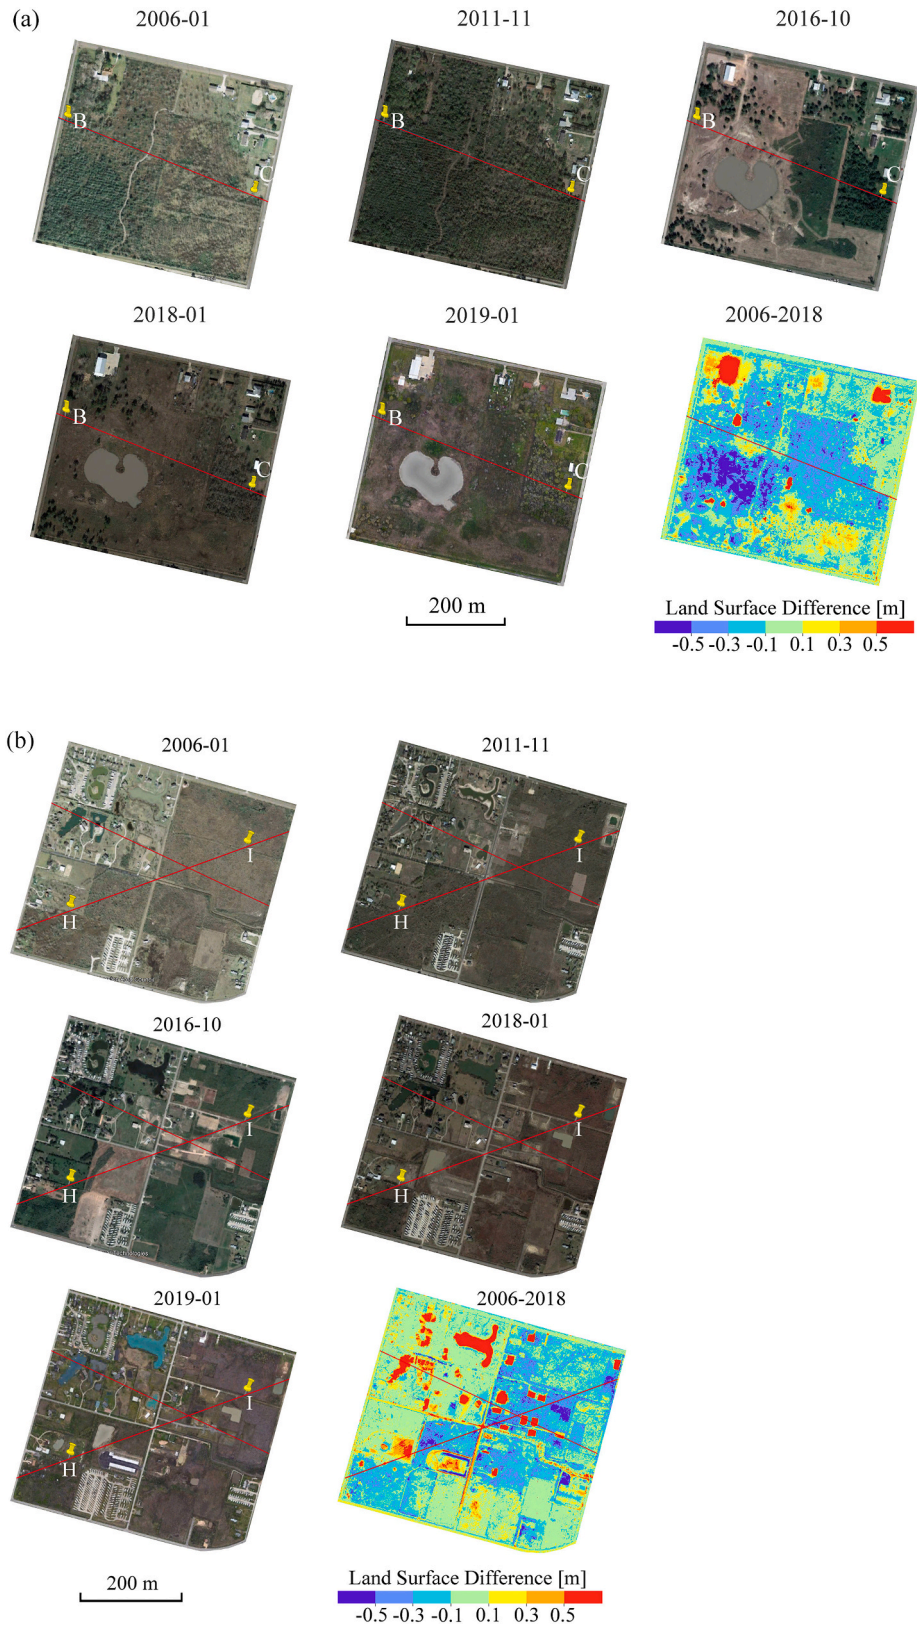 (a)
2006-01
2011-11
2016-10
B
C
B
C
B
C
2018-01
2019-01
2006-2018
B
C
B
C
200 m
Land Surface Difference [m]
-0.5 -0.3 -0.1 0.1 0.3 0.5
(b)
2006-01
2011-11
I
H
I
H
2016-10
2018-01
I
H
I
H
2019-01
2006-2018
I
H
200 m
Land Surface Difference [m]
-0.5 -0.3 -0.1 0.1 0.3 0.5